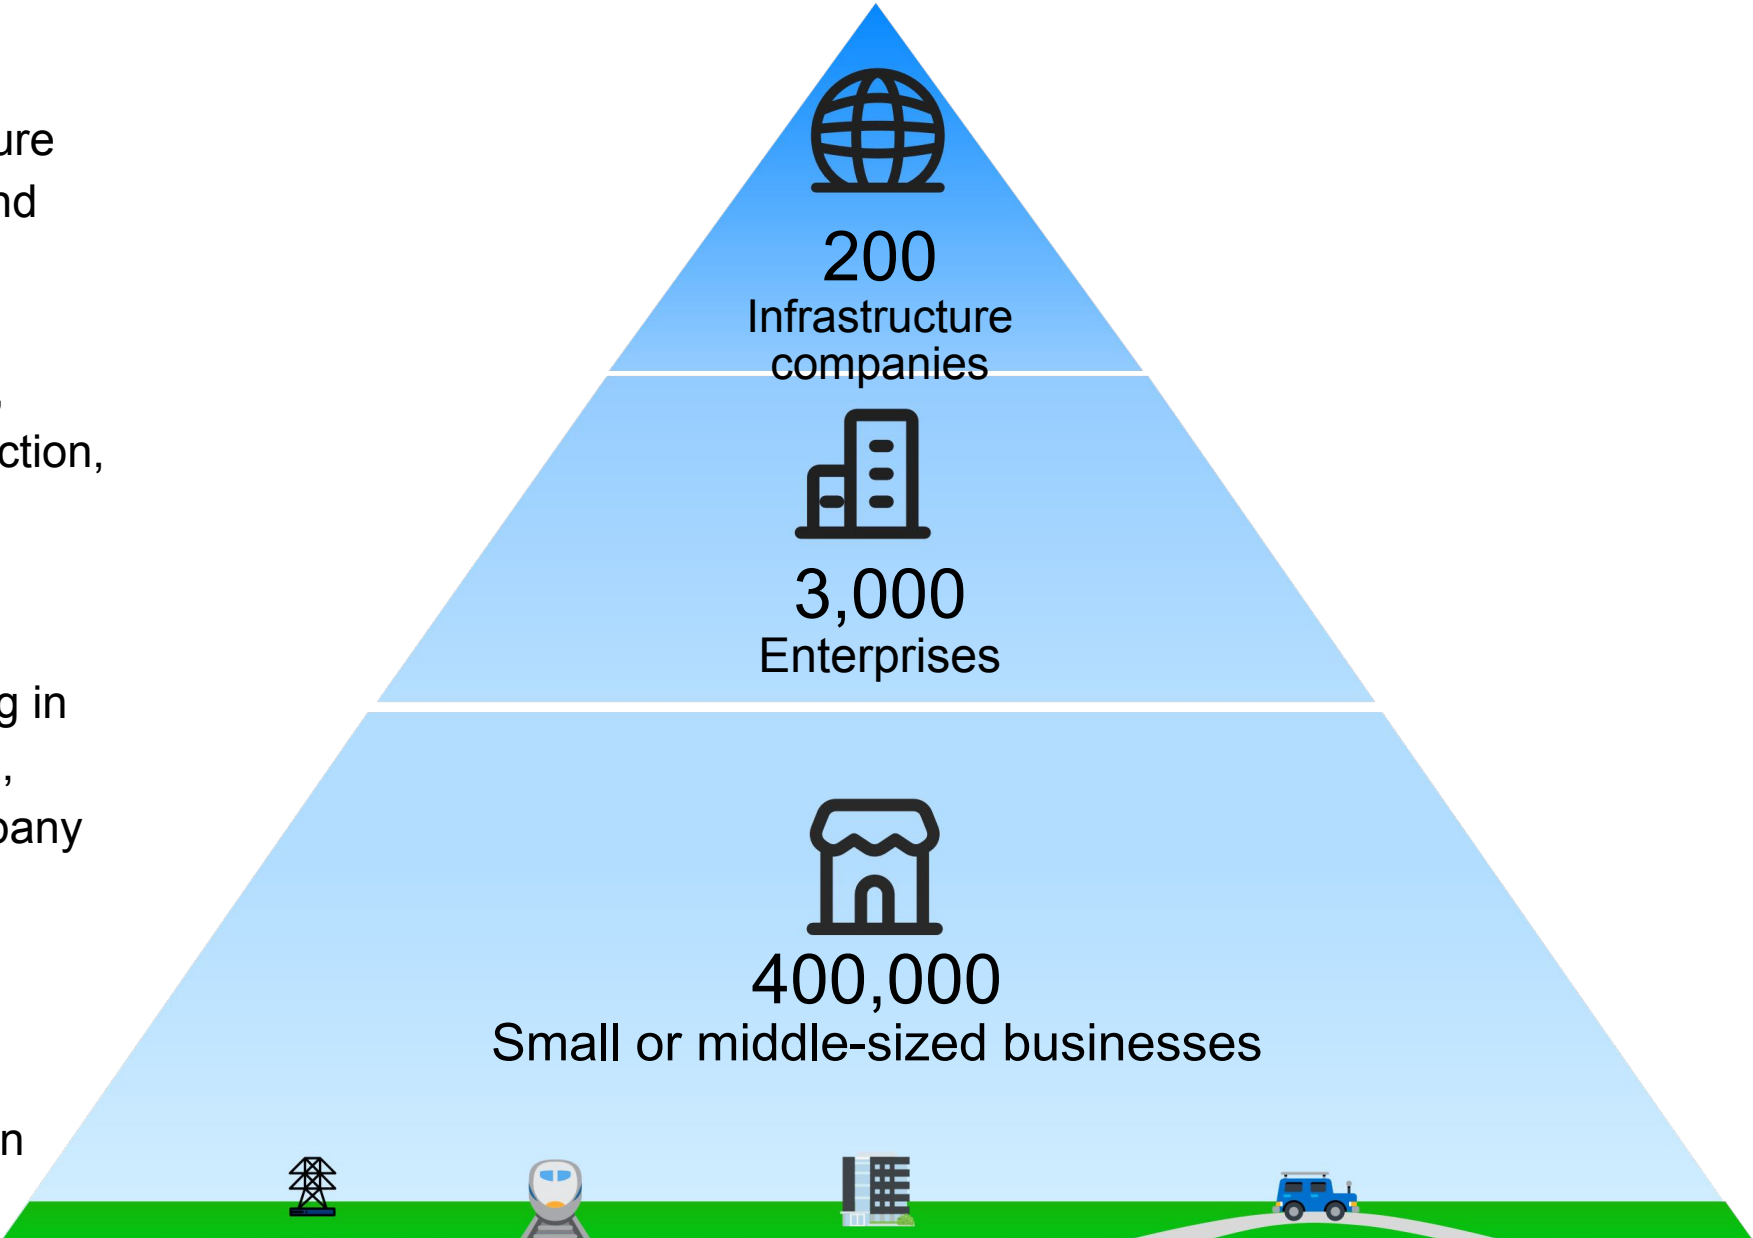 ure
nd
,
ction,
g in
,
pany
n
200
Infrastructure
companies
3,000
Enterprises
400,000
Small or middle-sized businesses